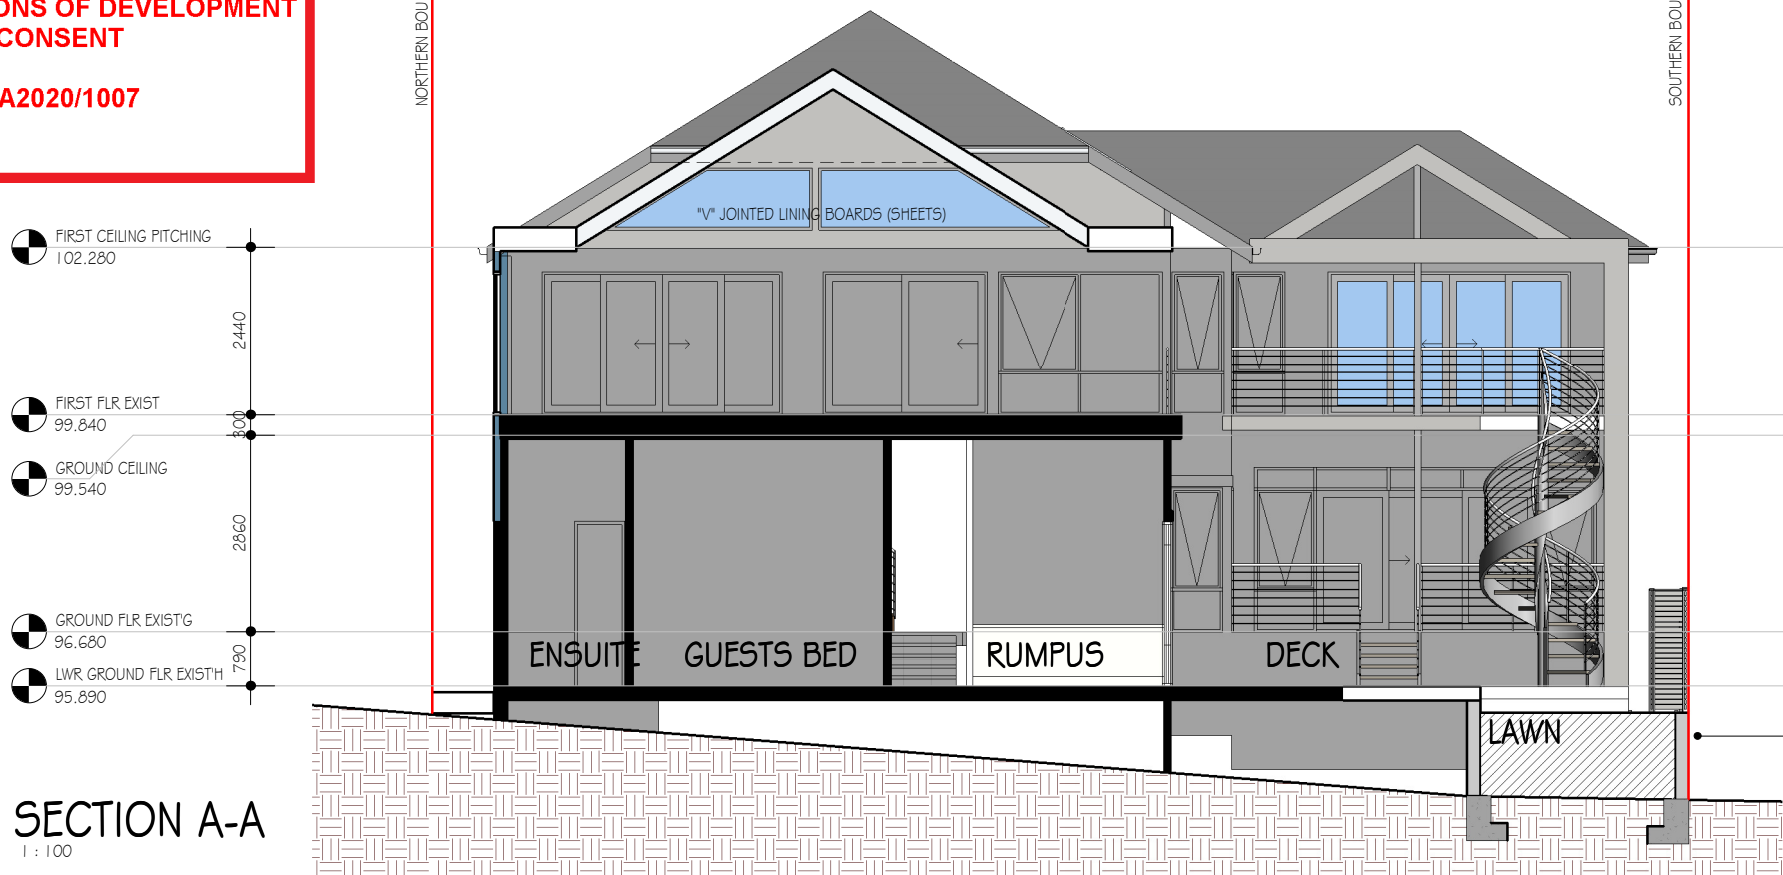 ONS OF DEVELOPMENT
CONSENT
A2020/1007
NORTHERN BOU
SOUTHERN BOU
"V" JOINTED LINING BOARDS (SHEETS)
FIRST CEILING PITCHING
102.280
2440
FIRST FLR EXIST
99.840
300
GROUND CEILING
99.540
2860
GROUND FLR EXIST'G
96.680
790
LWR GROUND FLR EXIST'H
95.890
ENSUITE
GUESTS BED
RUMPUS
DECK
LAWN
SECTION A-A
1 : 100